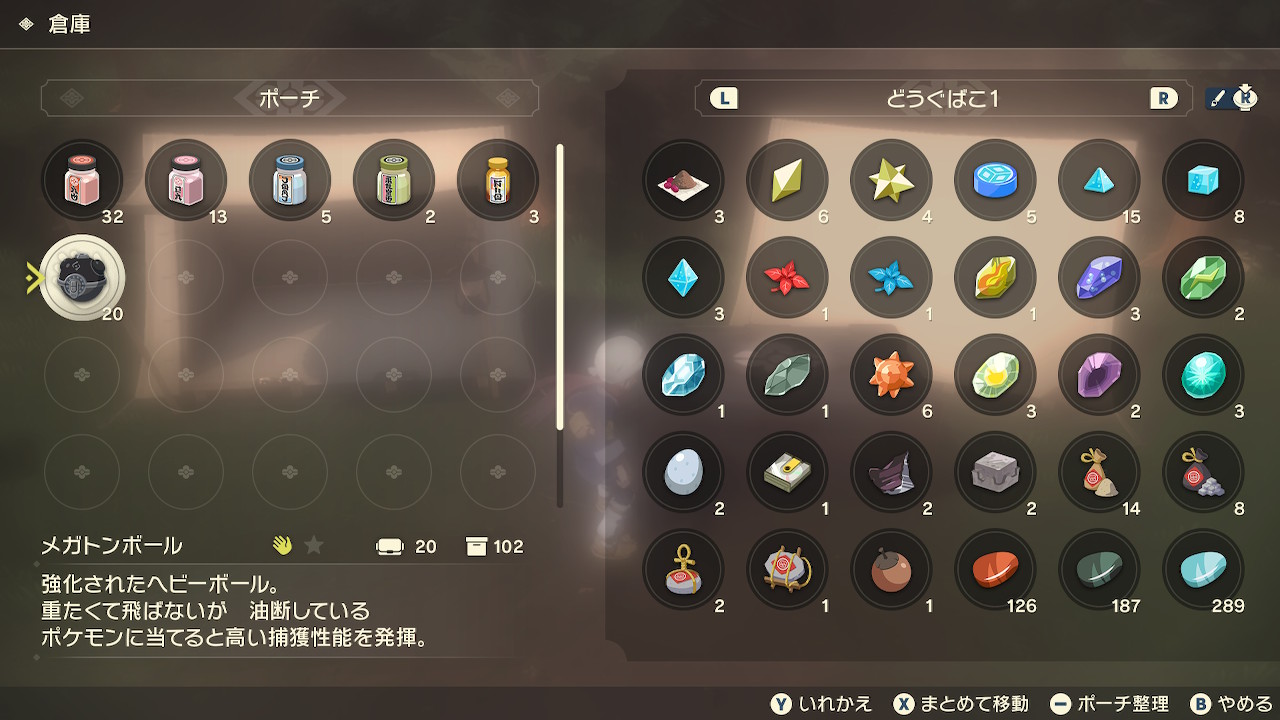 倉庫
ポーチ
L
どうぐばこ1
R
R
32
13
5
2
3
3
6
4
5
15
8
20
3
1
1
1
3
2
1
1
6
3
2
3
2
1
2
2
14
8
2
1
1
126
187
289
メガトンボール
20
102
強化されたヘビーボール。
重たくて飛ばないが 油断している
ポケモンに当てると高い捕獲性能を発揮。
Y いれかえ
X まとめて移動
ポーチ整理
B やめる